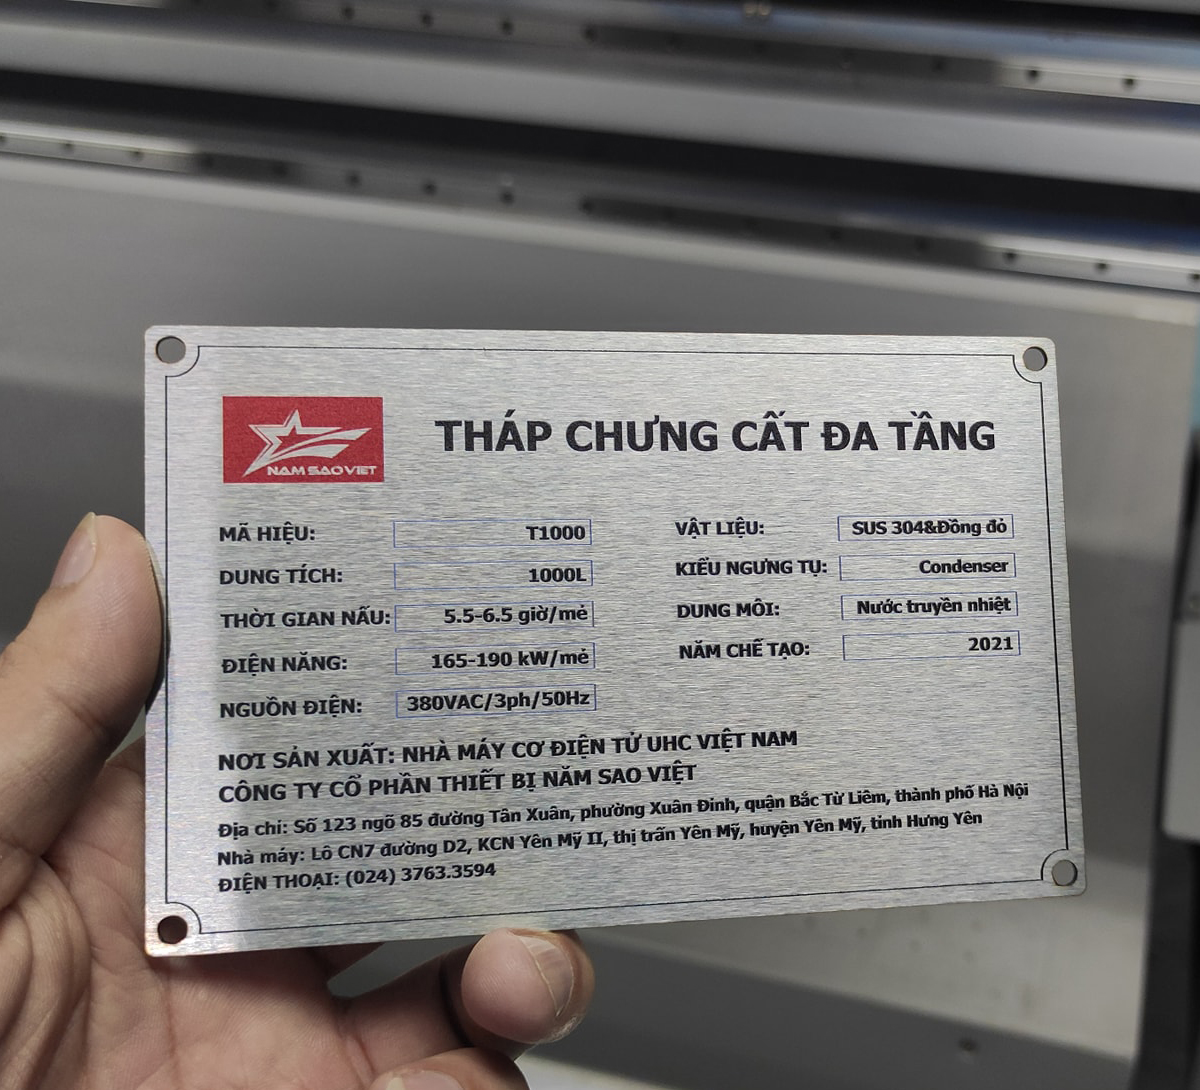 NAM SAO VIET
THÁP CHƯNG CẤT ĐA TẦNG
MÃ HIỆU: T1000
DUNG TÍCH: 1000L
THỜI GIAN NẤU: 5.5-6.5 giờ/mẻ
ĐIỆN NĂNG: 165-190 kW/mẻ
NGUỒN ĐIỆN: 380VAC/3ph/50Hz
VẬT LIỆU: SUS 304&Đồng đỏ
KIỂU NGƯNG TỤ: Condenser
DUNG MÔI: Nước truyền nhiệt
NĂM CHẾ TẠO: 2021
NƠI SẢN XUẤT: NHÀ MÁY CƠ ĐIỆN TỬ UHC VIỆT NAM
CÔNG TY CỔ PHẦN THIẾT BỊ NĂM SAO VIỆT
Địa chỉ: Số 123 ngõ 85 đường Tân Xuân, phường Xuân Đỉnh, quận Bắc Từ Liêm, thành phố Hà Nội
Nhà máy: Lô CN7 đường D2, KCN Yên Mỹ II, thị trấn Yên Mỹ, huyện Yên Mỹ, tỉnh Hưng Yên
ĐIỆN THOẠI: (024) 3763.3594